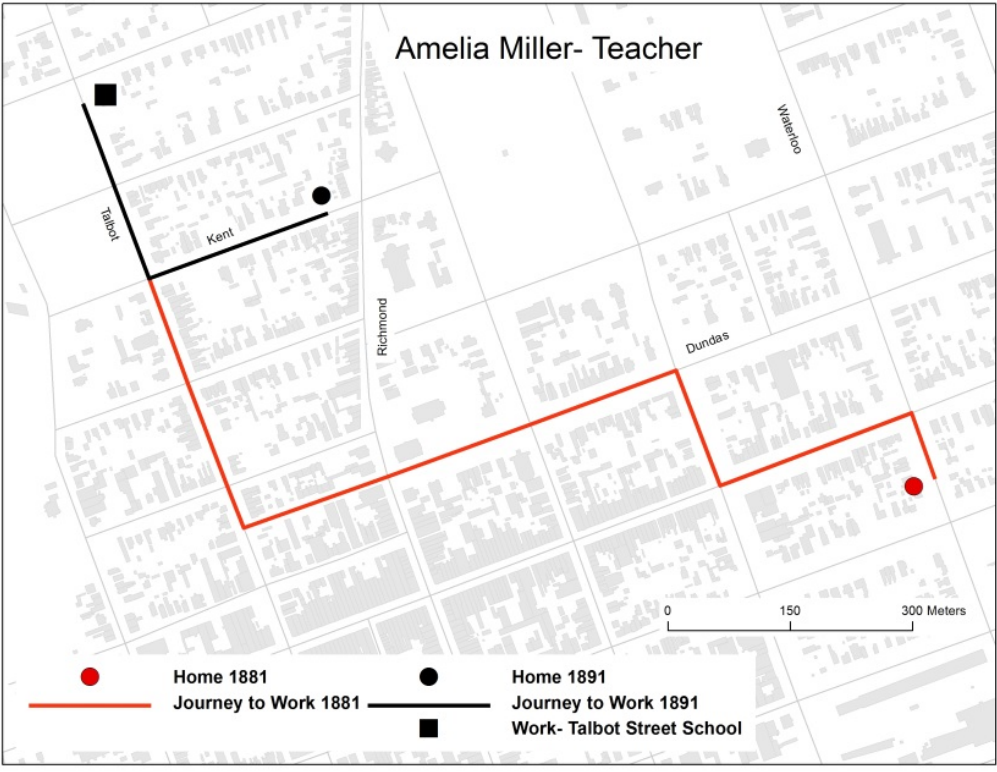 Amelia Miller- Teacher
Waterloo
Talbot
Kent
Richmond
Dundas
0 150 300 Meters
Home 1881
Journey to Work 1881
Home 1891
Journey to Work 1891
Work- Talbot Street School